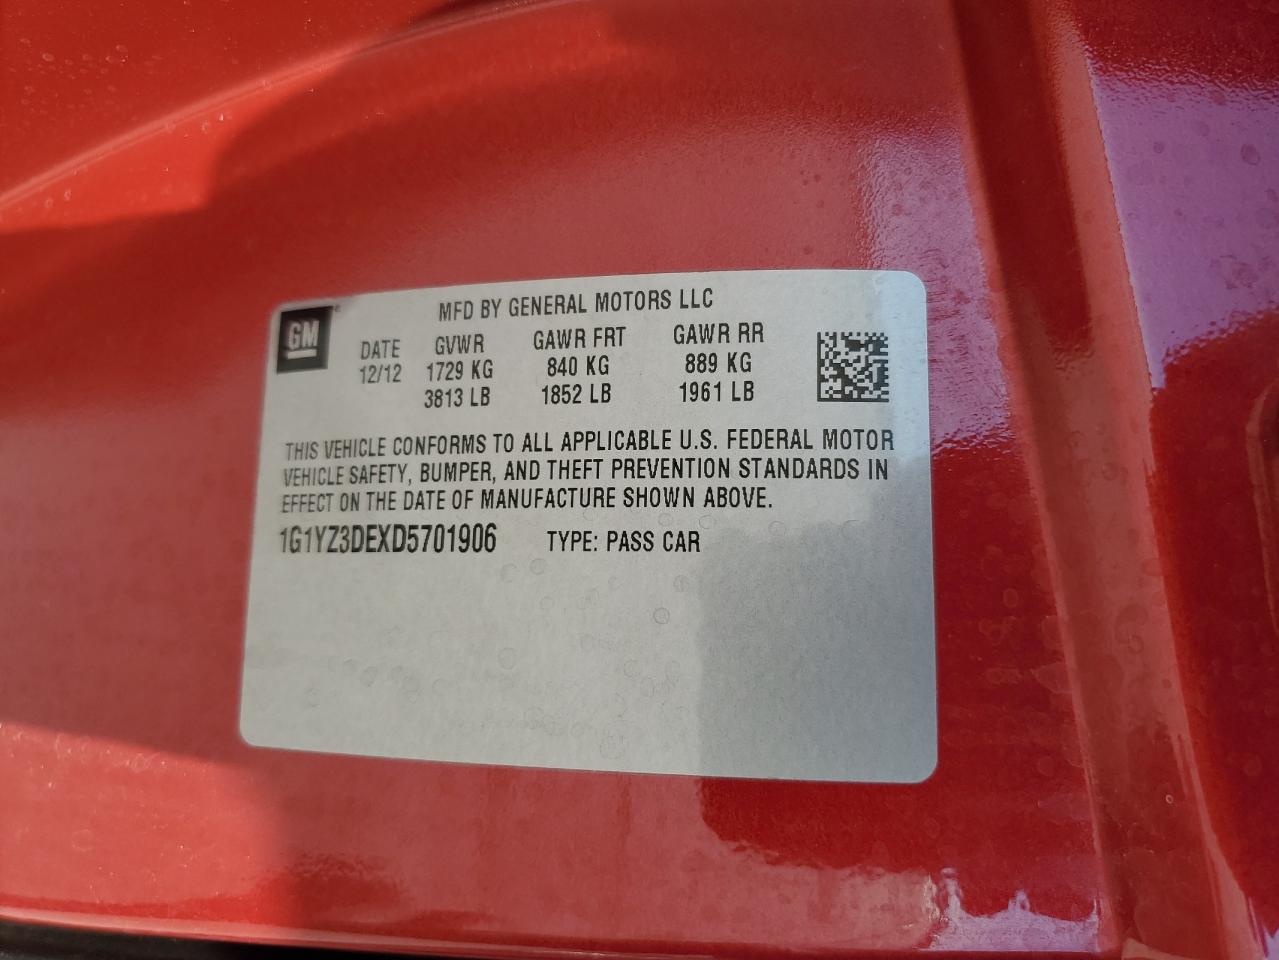 GM
MFD BY GENERAL MOTORS LLC
DATE GVWR GAWR FRT GAWR RR
12/12 1729 KG 840 KG 889 KG
3813 LB 1852 LB 1961 LB
THIS VEHICLE CONFORMS TO ALL APPLICABLE U.S. FEDERAL MOTOR
VEHICLE SAFETY, BUMPER, AND THEFT PREVENTION STANDARDS IN
EFFECT ON THE DATE OF MANUFACTURE SHOWN ABOVE.
1G1YZ3DEXD5701906 TYPE: PASS CAR